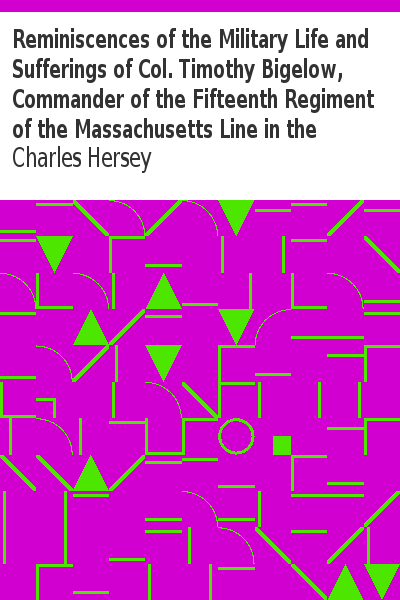 Reminiscences of the Military Life and
Sufferings of Col. Timothy Bigelow,
Commander of the Fifteenth Regiment
of the Massachusetts Line in the
Charles Hersey